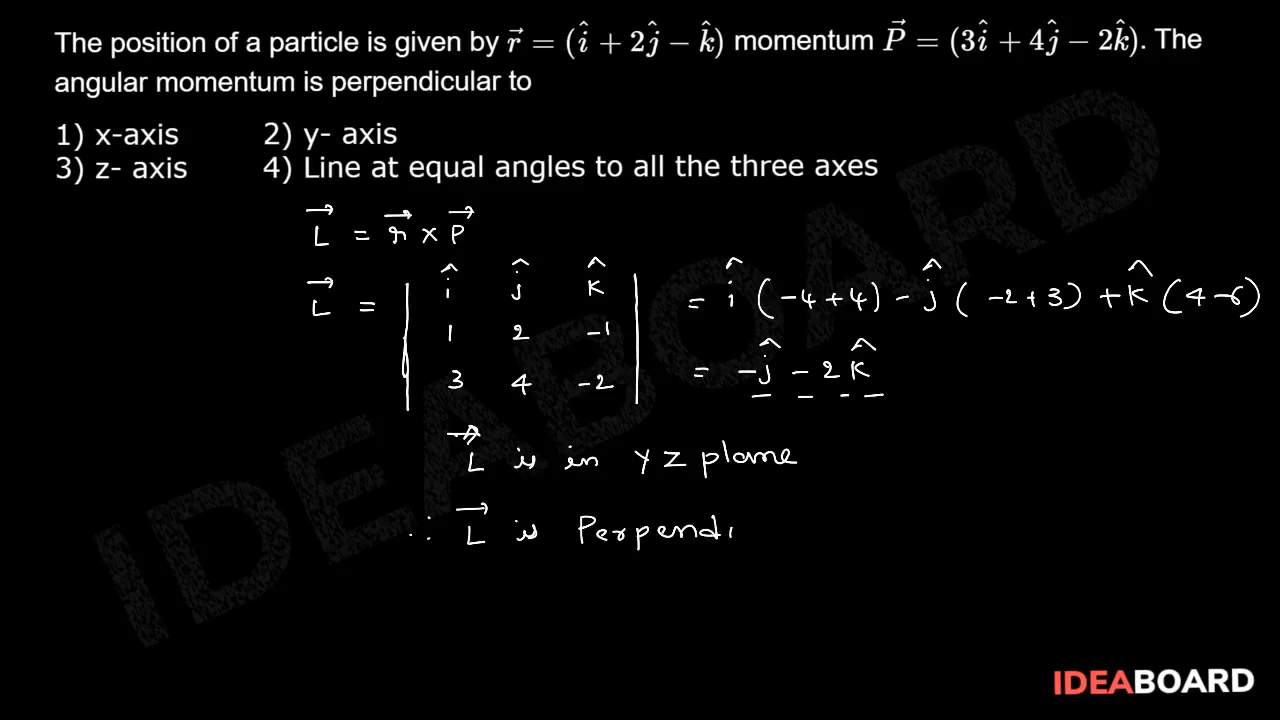 The position of a particle is given by r⃗ = (î + 2ĵ − k̂) momentum P⃗ = (3î + 4ĵ − 2k̂). The
angular momentum is perpendicular to
1) x-axis 2) y- axis
3) z- axis 4) Line at equal angles to all the three axes
L⃗ = r⃗ × P⃗
L⃗ = | î ĵ k̂ | = î (-4+4) - ĵ (-2+3) + k̂ (4-6)
1 2 -1
3 4 -2
= -ĵ - 2k̂
L⃗ is in YZ plane
∴ L⃗ is Perpendi
IDEABOARD
IDEABOARD